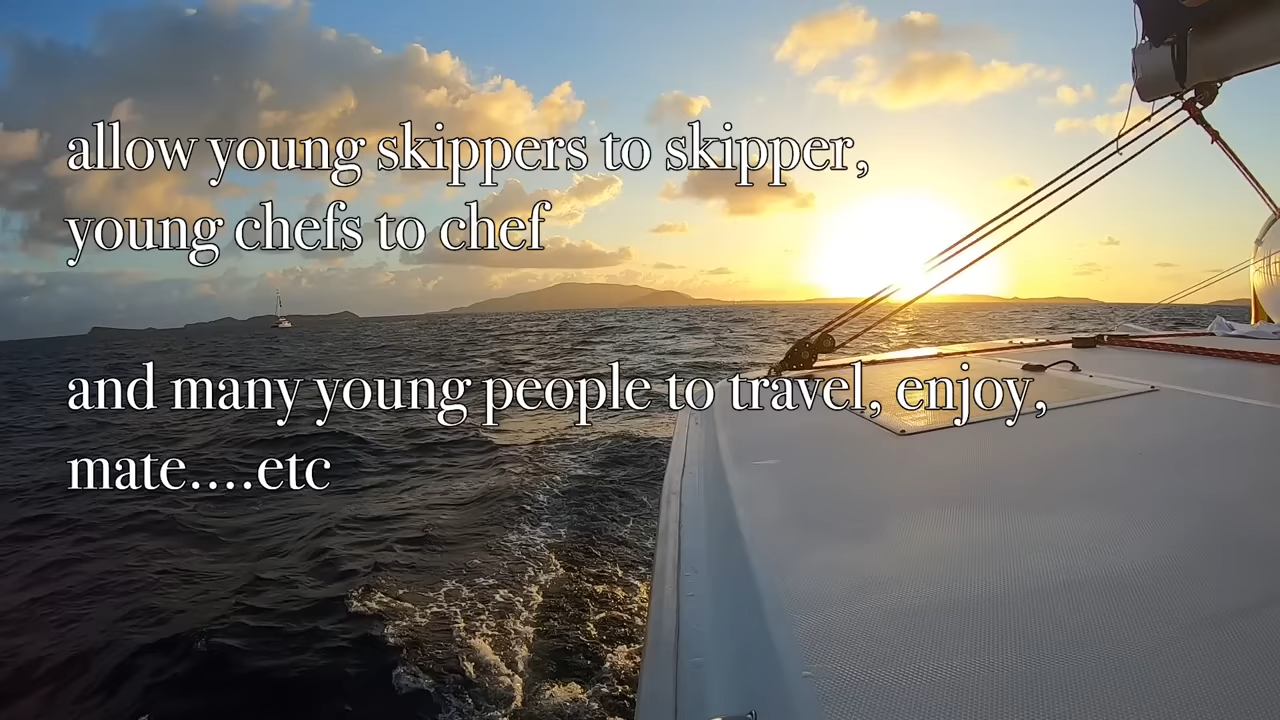 allow young skippers to skipper,
young chefs to chef
and many young people to travel, enjoy,
mate....etc